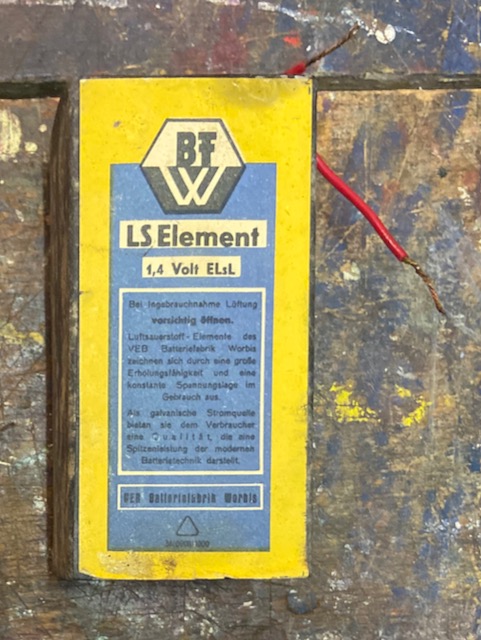 BFW
LS Element
1,4 Volt ELsL
Bei Ingebrauchnahme Lüftung
vorsichtig öffnen.
Luftsauerstoff-Elemente des
VEB Batteriefabrik Worbis
zeichnen sich durch eine große
Erholungsfähigkeit und eine
konstante Spannungslage im
Gebrauch aus.
Als galvanische Stromquelle
bieten sie dem Verbraucher
eine Qualität, die eine
Spitzenleistung der modernen
Batterietechnik darstellt.
VEB Batteriefabrik Worbis